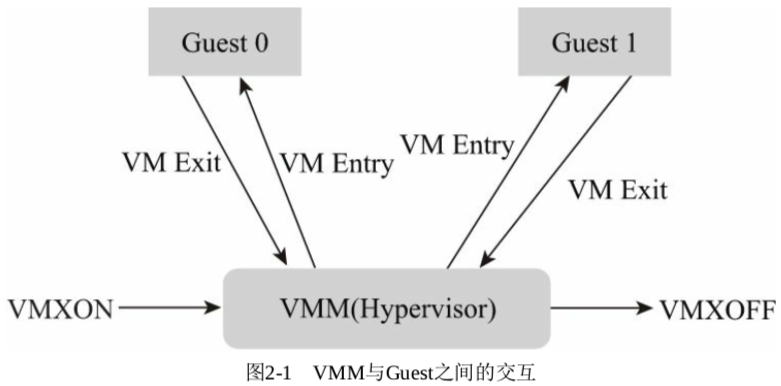 Guest 0
Guest 1
VM Exit
VM Entry
VM Entry
VM Exit
VMXON
VMM(Hypervisor)
VMXOFF
图2-1 VMM与Guest之间的交互